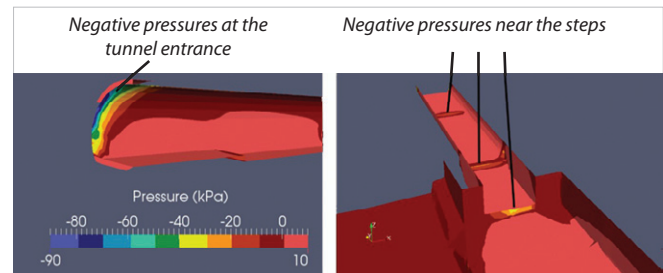 Negative pressures at the
tunnel entrance
Negative pressures near the steps
Pressure (kPa)
-80 -60 -40 -20 0
-90 10